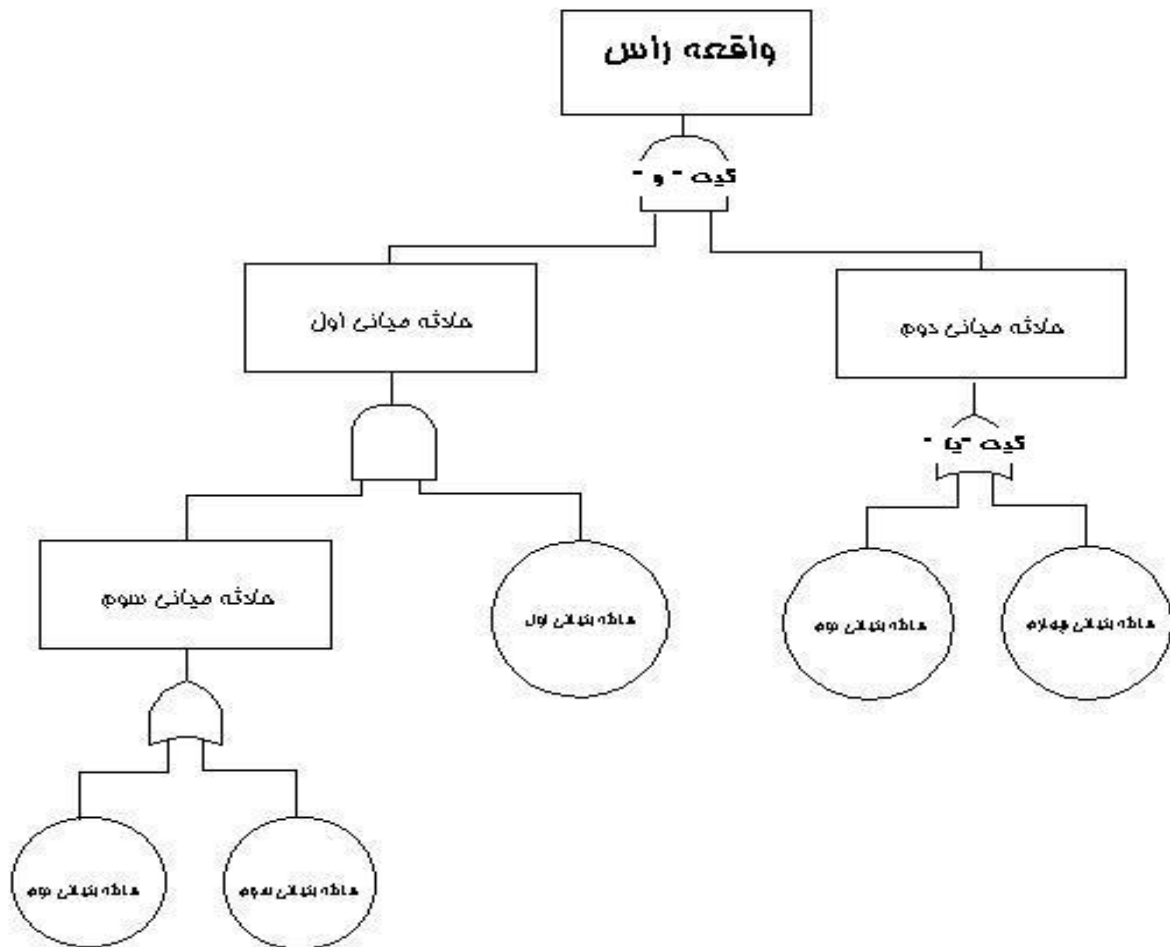 واقعه راس
گیت - و -
حادثه میانی اول
حادثه میانی دوم
گیت -یا -
حادثه میانی سوم
حادثه بنیانی اول
حادثه بنیانی دوم
حادثه بنیانی چهارم
حادثه بنیانی دوم
حادثه بنیانی سوم